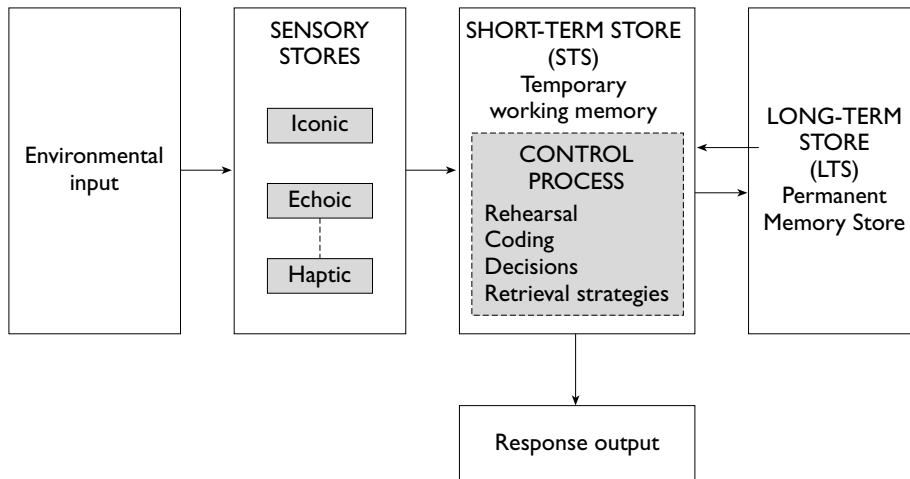 Environmental
input
SENSORY
STORES
Iconic
Echoic
Haptic
SHORT-TERM STORE
(STS)
Temporary
working memory
CONTROL
PROCESS
Rehearsal
Coding
Decisions
Retrieval strategies
LONG-TERM
STORE
(LTS)
Permanent
Memory Store
Response output